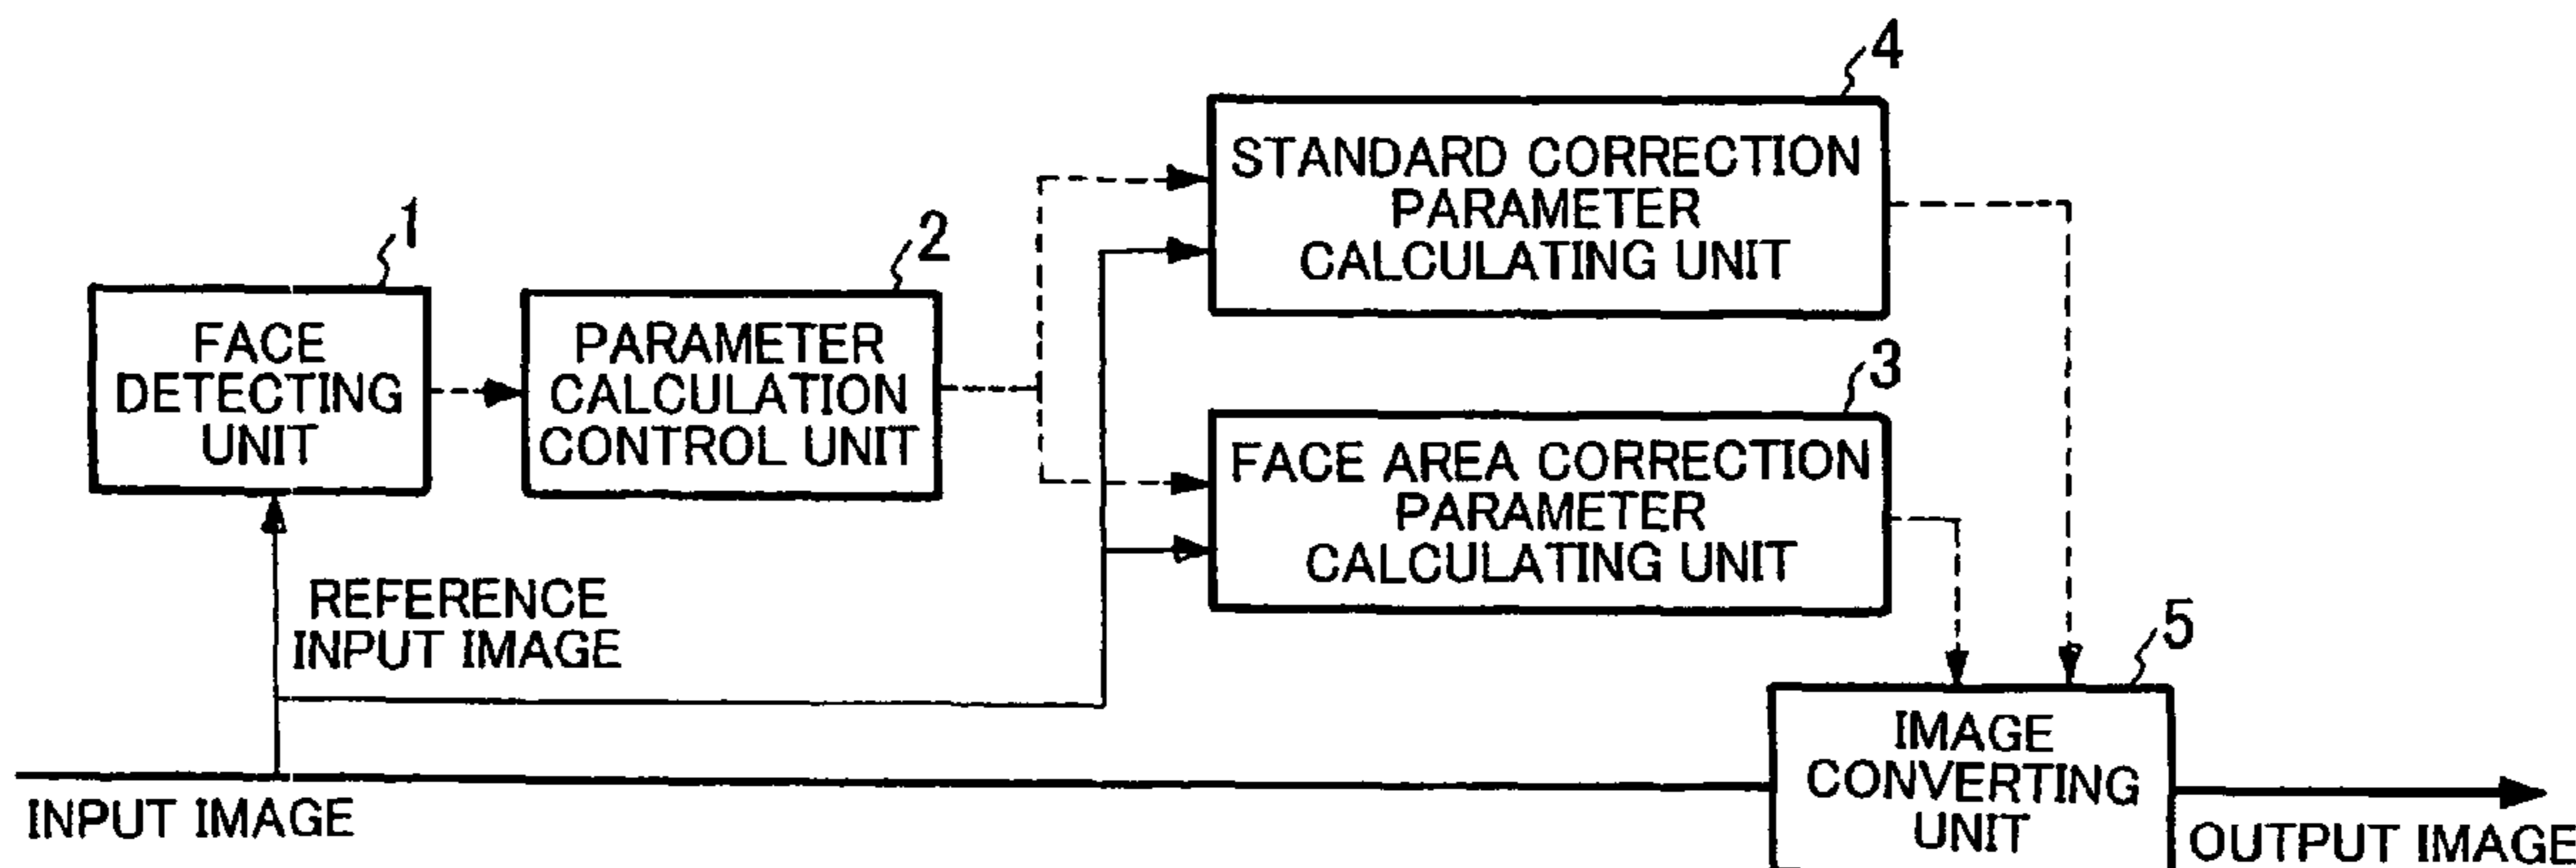 4
STANDARD CORRECTION
PARAMETER
CALCULATING UNIT
1
FACE
DETECTING
UNIT
2
PARAMETER
CALCULATION
CONTROL UNIT
3
FACE AREA CORRECTION
PARAMETER
CALCULATING UNIT
REFERENCE
INPUT IMAGE
5
IMAGE
CONVERTING
UNIT
INPUT IMAGE
OUTPUT IMAGE